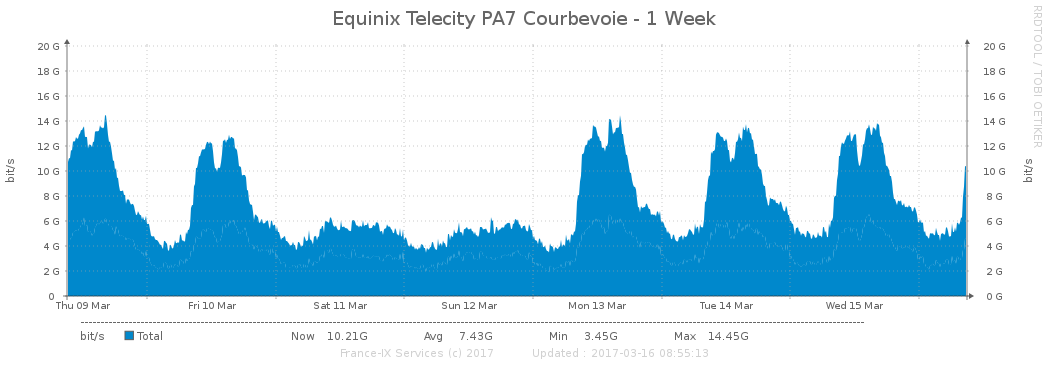 Equinix Telecity PA7 Courbevoie - 1 Week
RRDTOOL / TOBI OETIKER
bit/s
20 G 20 G
18 G 18 G
16 G 16 G
14 G 14 G
12 G 12 G
10 G 10 G
8 G 8 G
6 G 6 G
4 G 4 G
2 G 2 G
0 0 G
bit/s
Thu 09 Mar Fri 10 Mar Sat 11 Mar Sun 12 Mar Mon 13 Mar Tue 14 Mar Wed 15 Mar
bit/s Total Now 10.21G Avg 7.43G Min 3.45G Max 14.45G
France-IX Services (c) 2017 Updated : 2017-03-16 08:55:13